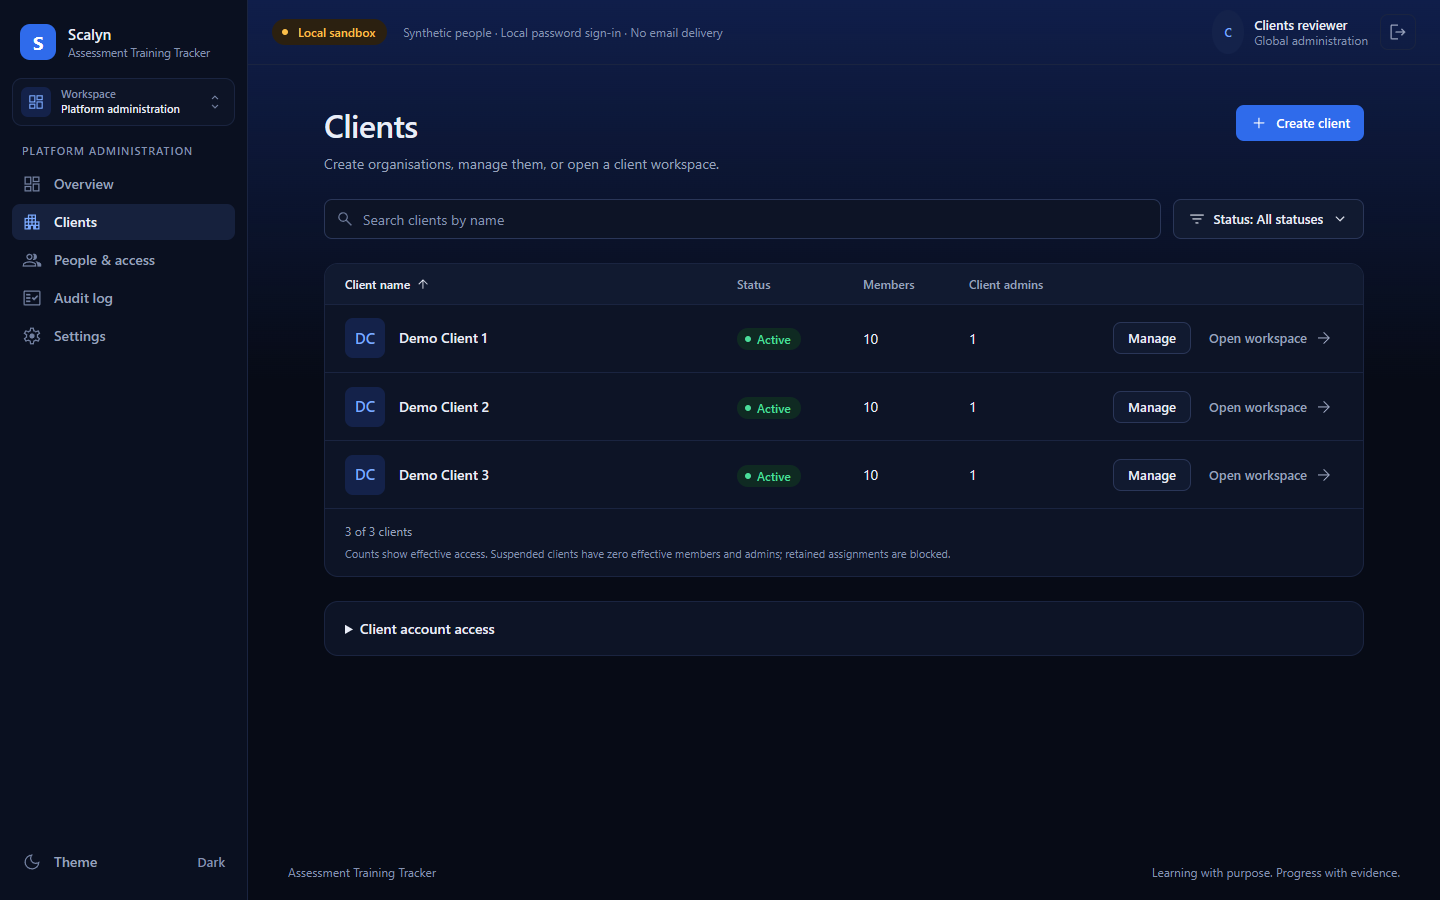 S
Scalyn
Assessment Training Tracker
Workspace
Platform administration
PLATFORM ADMINISTRATION
Overview
Clients
People & access
Audit log
Settings
Theme Dark
Local sandbox Synthetic people · Local password sign-in · No email delivery
C
Clients reviewer
Global administration
Clients
Create organisations, manage them, or open a client workspace.
Create client
Search clients by name
Status: All statuses
Client name Status Members Client admins
DC Demo Client 1 Active 10 1 Manage Open workspace
DC Demo Client 2 Active 10 1 Manage Open workspace
DC Demo Client 3 Active 10 1 Manage Open workspace
3 of 3 clients
Counts show effective access. Suspended clients have zero effective members and admins; retained assignments are blocked.
Client account access
Assessment Training Tracker
Learning with purpose. Progress with evidence.